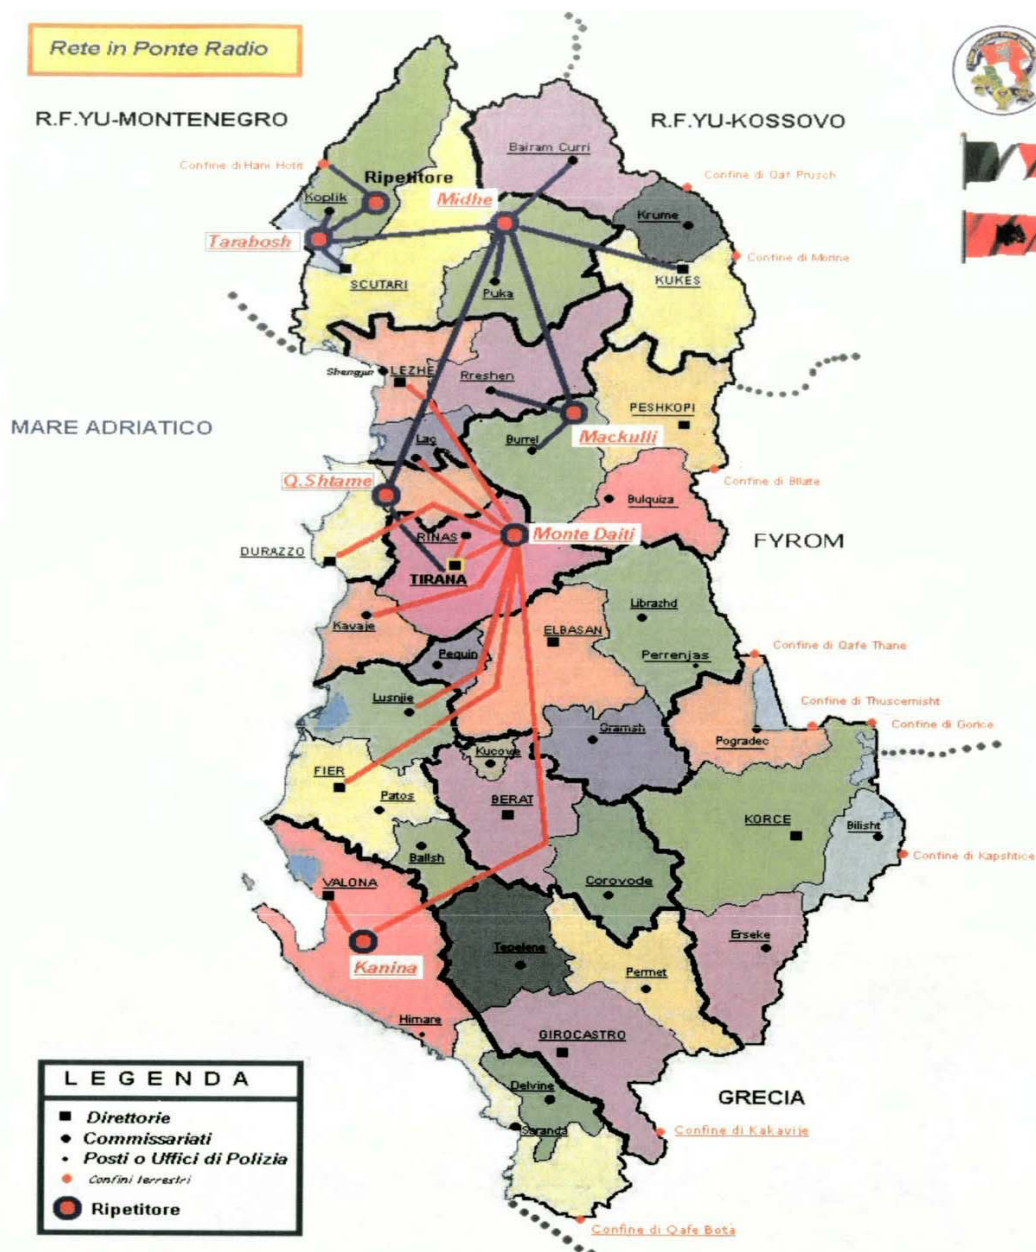 Rete in Ponte Radio
R.F.YU-MONTENEGRO
R.F.YU-KOSSOVO
Bairam Curri
Confine di Hani Hotit
Ripetitore
Confine di Qaf Prusch
Koplik
Midhe
Krume
Tarabosh
Confine di Morine
SCUTARI
Puka
KUKES
Shengjin
LEZHE
Rreshen
PESHKOPI
MARE ADRIATICO
Mackulli
Laç
Burrel
Confine di Bllate
Q.Shtame
Bulquiza
Monte Daiti
RINAS
FYROM
DURAZZO
TIRANA
Librazhd
Kavaje
ELBASAN
Pequin
Perrenjas
Confine di Qafe Thane
Lusnjie
Confine di Thuscemisht
Confine di Gorice
Gramsh
Pogradec
Kucove
FIER
Patos
BERAT
KORCE
Bilisht
Ballsh
Confine di Kapshtice
VALONA
Corovode
Erseke
Tepelene
Kanina
Permet
Himare
GIROCASTRO
LEGENDA
Direttorie
Commissariati
Posti o Uffici di Polizia
Confini terrestri
Ripetitore
Delvine
GRECIA
Saranda
Confine di Kakavije
Confine di Qafe Bota